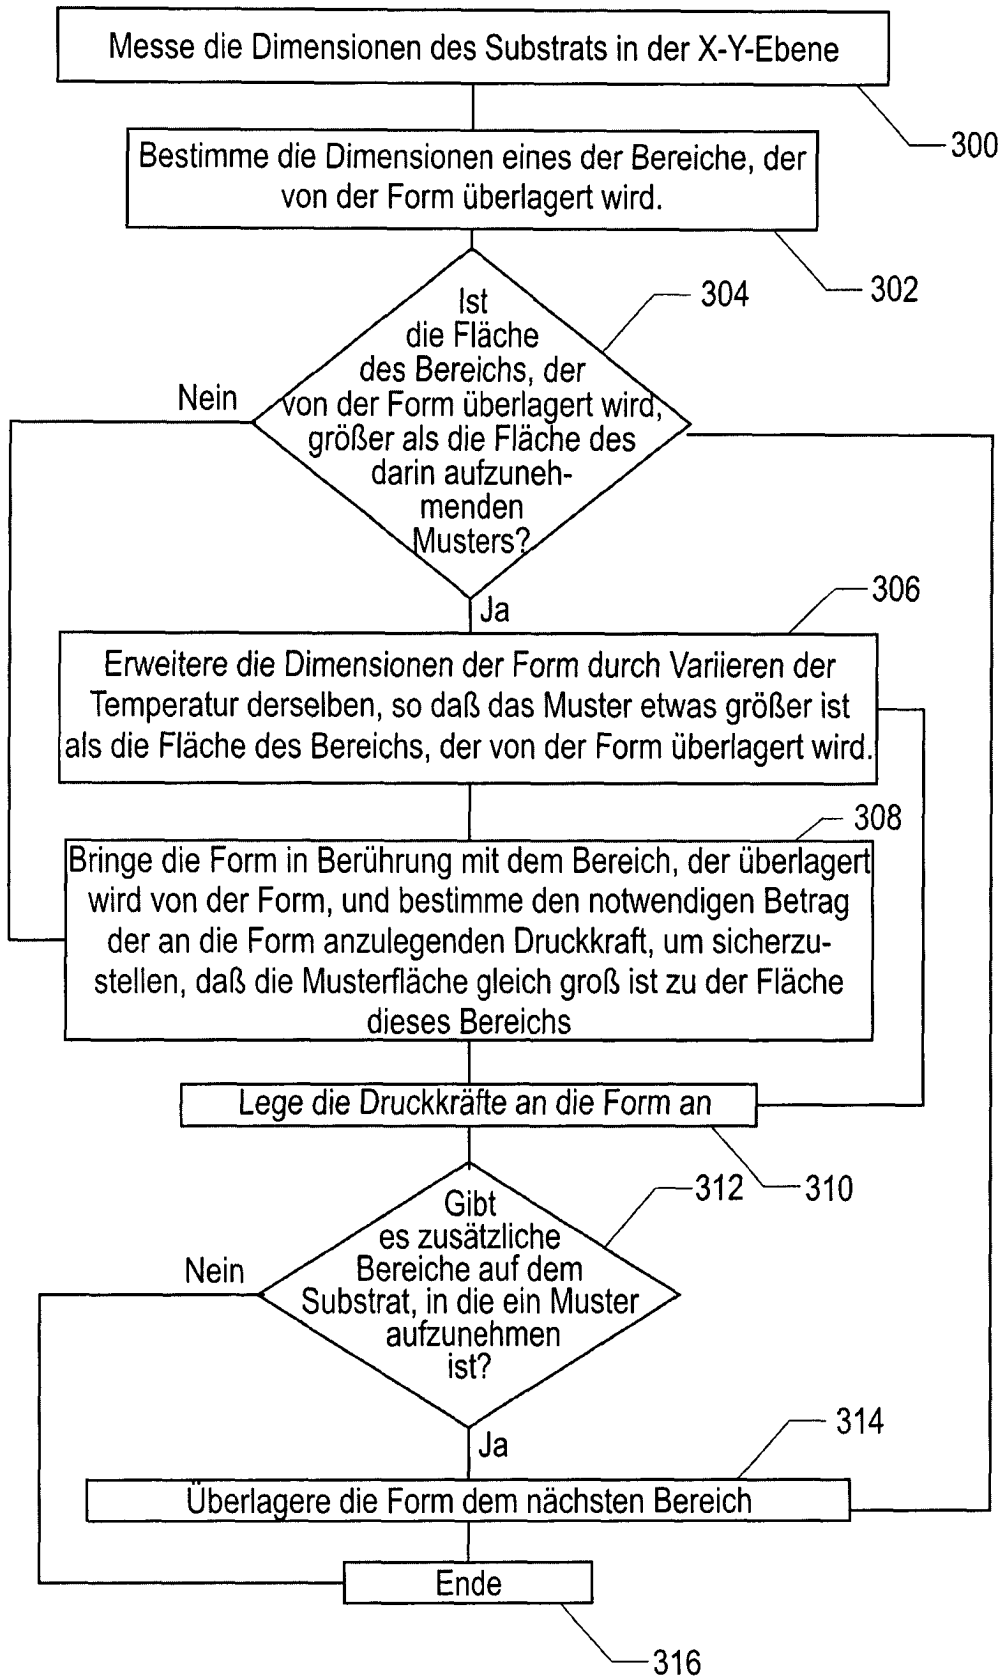 Messe die Dimensionen des Substrats in der X-Y-Ebene
300
Bestimme die Dimensionen eines der Bereiche, der
von der Form überlagert wird.
302
304
Ist
die Fläche
des Bereichs, der
von der Form überlagert wird,
größer als die Fläche des
darin aufzuneh-
menden
Musters?
Nein
Ja
306
Erweitere die Dimensionen der Form durch Variieren der
Temperatur derselben, so daß das Muster etwas größer ist
als die Fläche des Bereichs, der von der Form überlagert wird.
308
Bringe die Form in Berührung mit dem Bereich, der überlagert
wird von der Form, und bestimme den notwendigen Betrag
der an die Form anzulegenden Druckkraft, um sicherzu-
stellen, daß die Musterfläche gleich groß ist zu der Fläche
dieses Bereichs
Lege die Druckkräfte an die Form an
310
312
Gibt
es zusätzliche
Bereiche auf dem
Substrat, in die ein Muster
aufzunehmen
ist?
Nein
Ja
314
Überlagere die Form dem nächsten Bereich
Ende
316